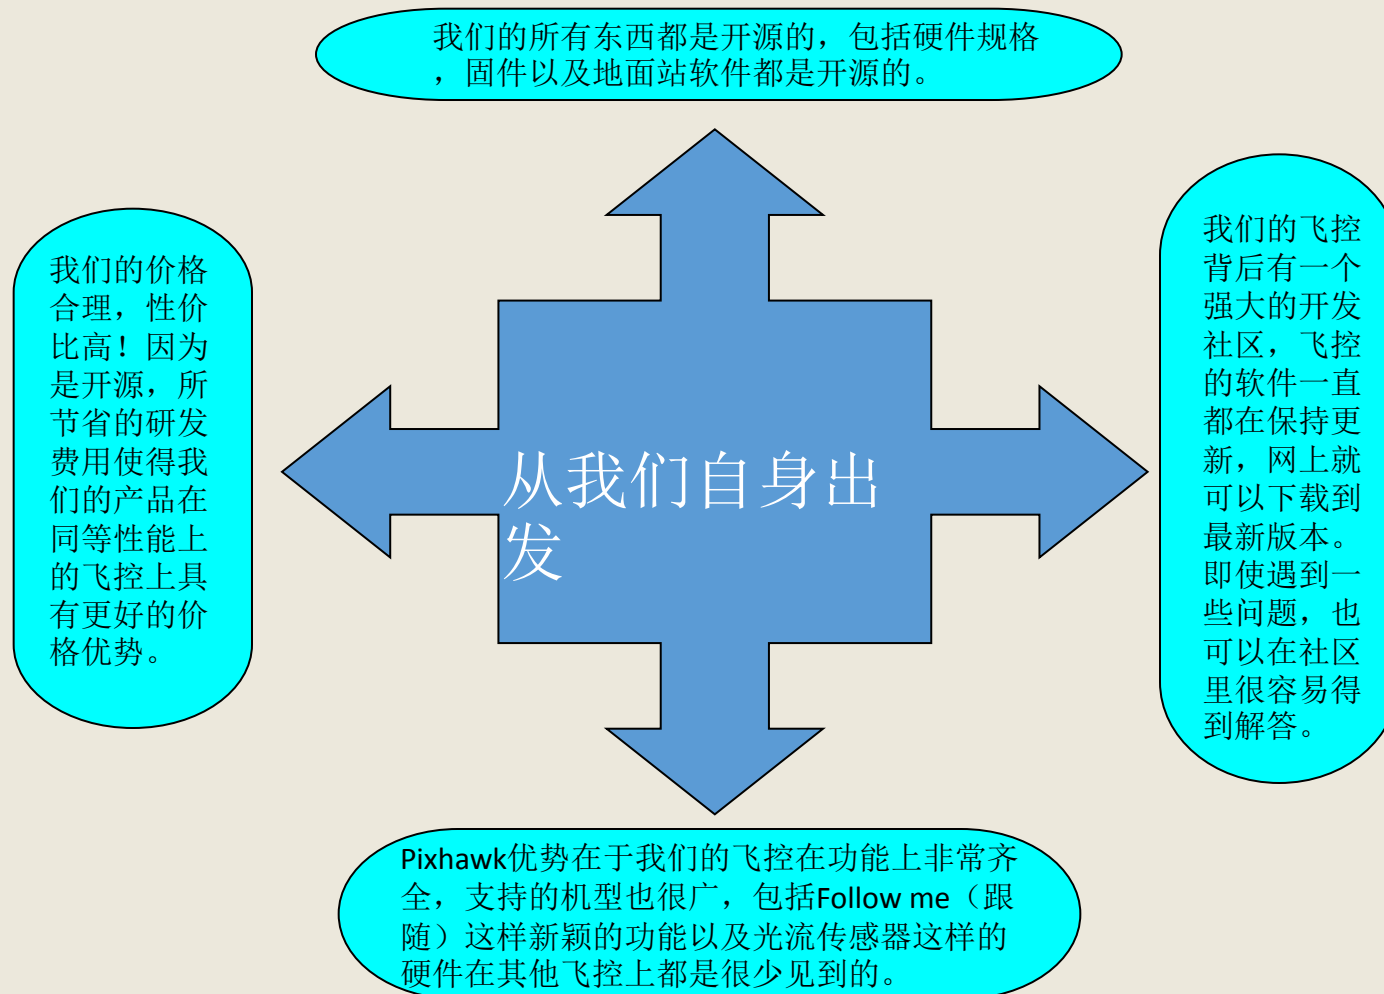 我们的所有东西都是开源的，包括硬件规格
，固件以及地面站软件都是开源的。
我们的价格
合理，性价
比高！因为
是开源，所
节省的研发
费用使得我
们的产品在
同等性能上
的飞控上具
有更好的价
格优势。
从我们自身出
发
我们的飞控
背后有一个
强大的开发
社区，飞控
的软件一直
都在保持更
新，网上就
可以下载到
最新版本。
即使遇到一
些问题，也
可以在社区
里很容易得
到解答。
Pixhawk优势在于我们的飞控在功能上非常齐
全，支持的机型也很广，包括Follow me（跟
随）这样新颖的功能以及光流传感器这样的
硬件在其他飞控上都是很少见到的。